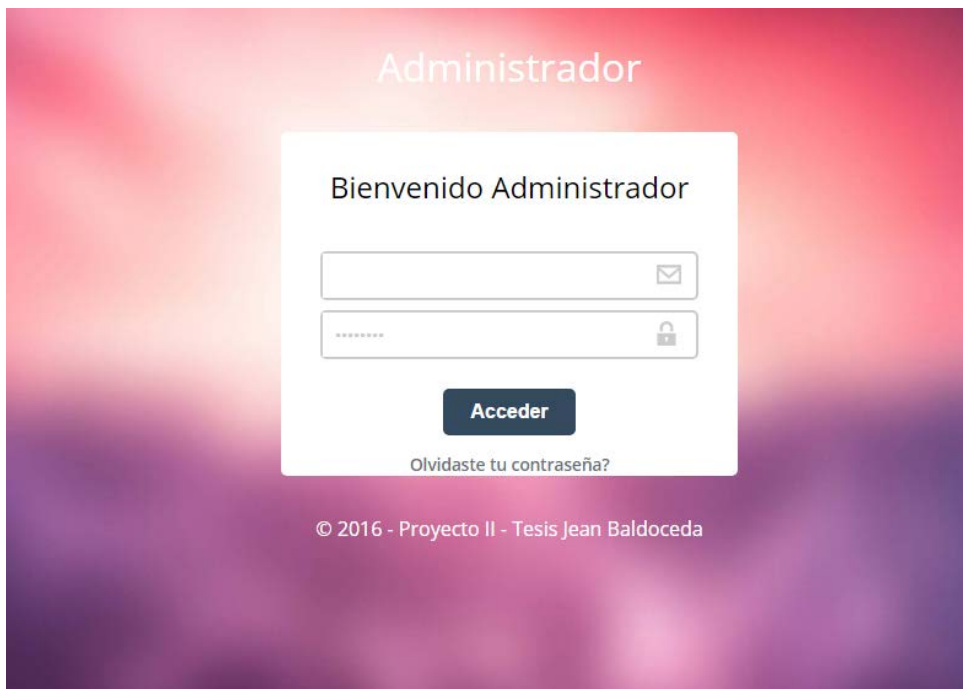 Administrador
Bienvenido Administrador
Acceder
Olvidaste tu contraseña?
© 2016 - Proyecto II - Tesis Jean Baldoceda